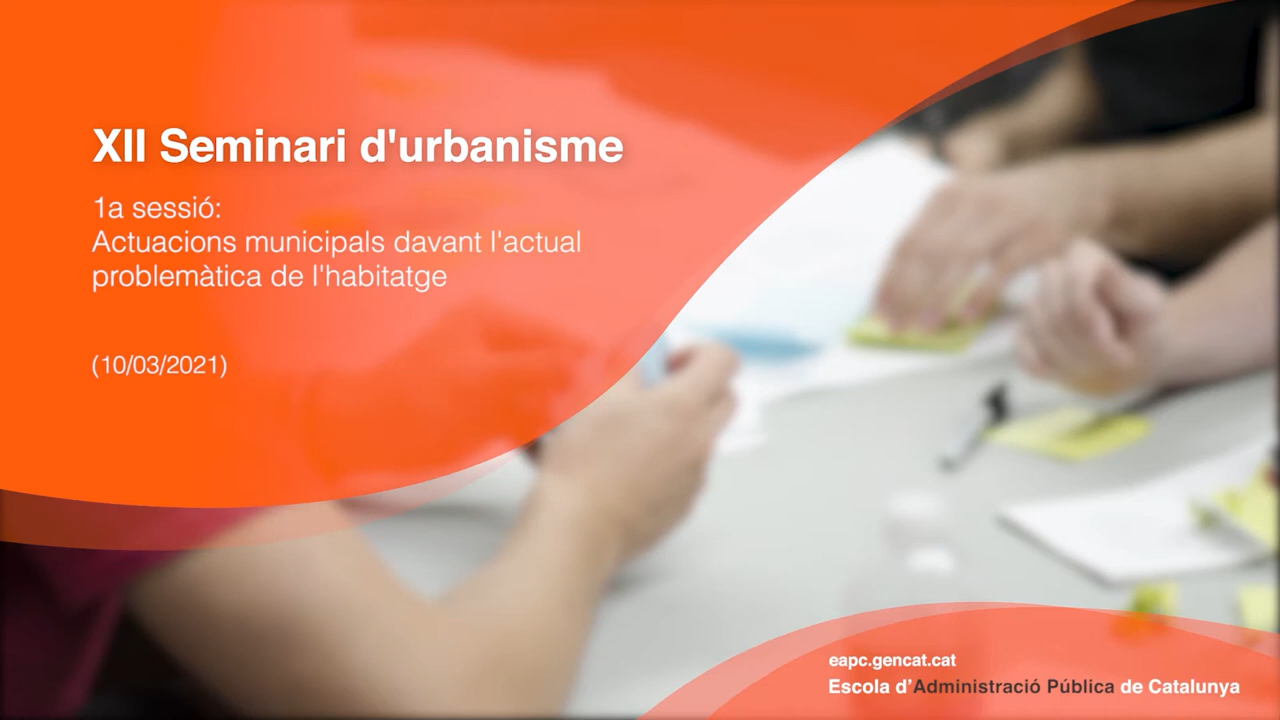 XII Seminari d'urbanisme
1a sessió:
Actuacions municipals davant l'actual
problemàtica de l'habitatge
(10/03/2021)
eapc.gencat.cat
Escola d'Administració Pública de Catalunya